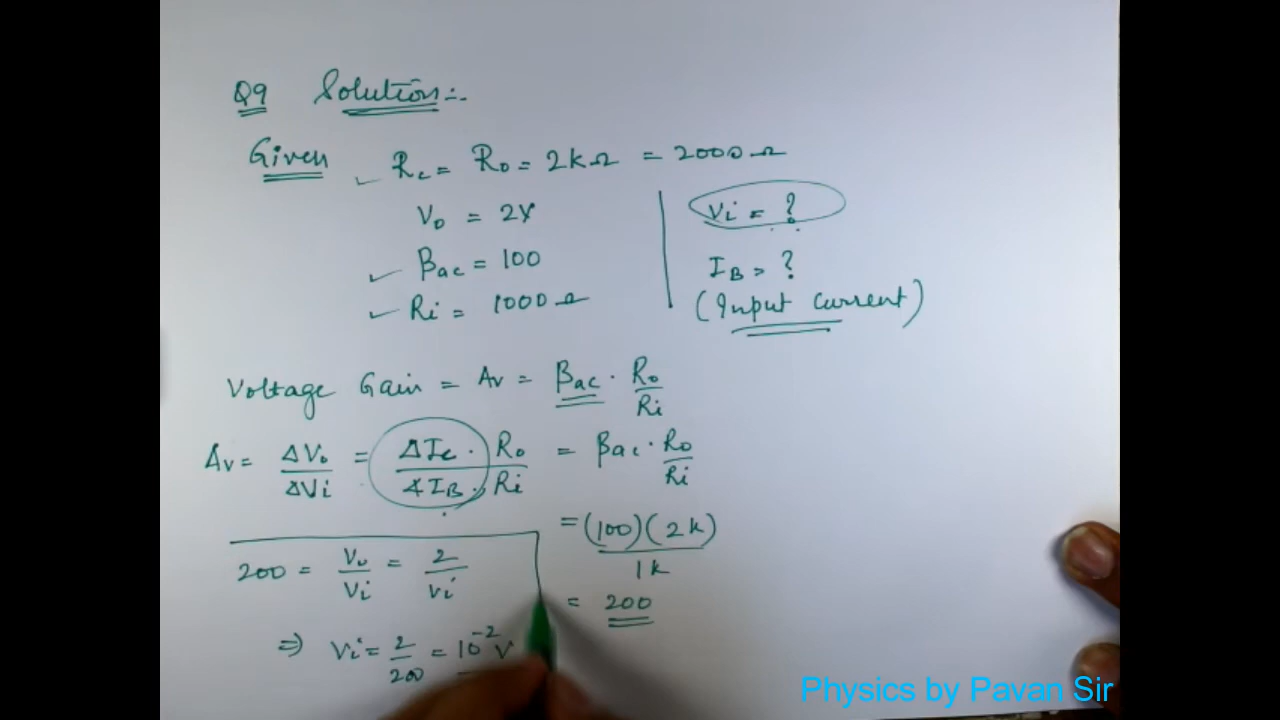 Q9 Solution:-
Given Rc = Ro = 2kΩ = 2000Ω
Vo = 2V
βac = 100
Ri = 1000Ω
Vi = ?
IB = ?
(Input Current)
Voltage Gain = Av = βac · Ro/Ri
Av = ΔVo/ΔVi = ΔIc · Ro/ΔIB · Ri = βac · Ro/Ri
= (100)(2k)/1k
= 200
200 = Vo/Vi = 2/Vi
⇒ Vi = 2/200 = 10⁻² V
Physics by Pavan Sir